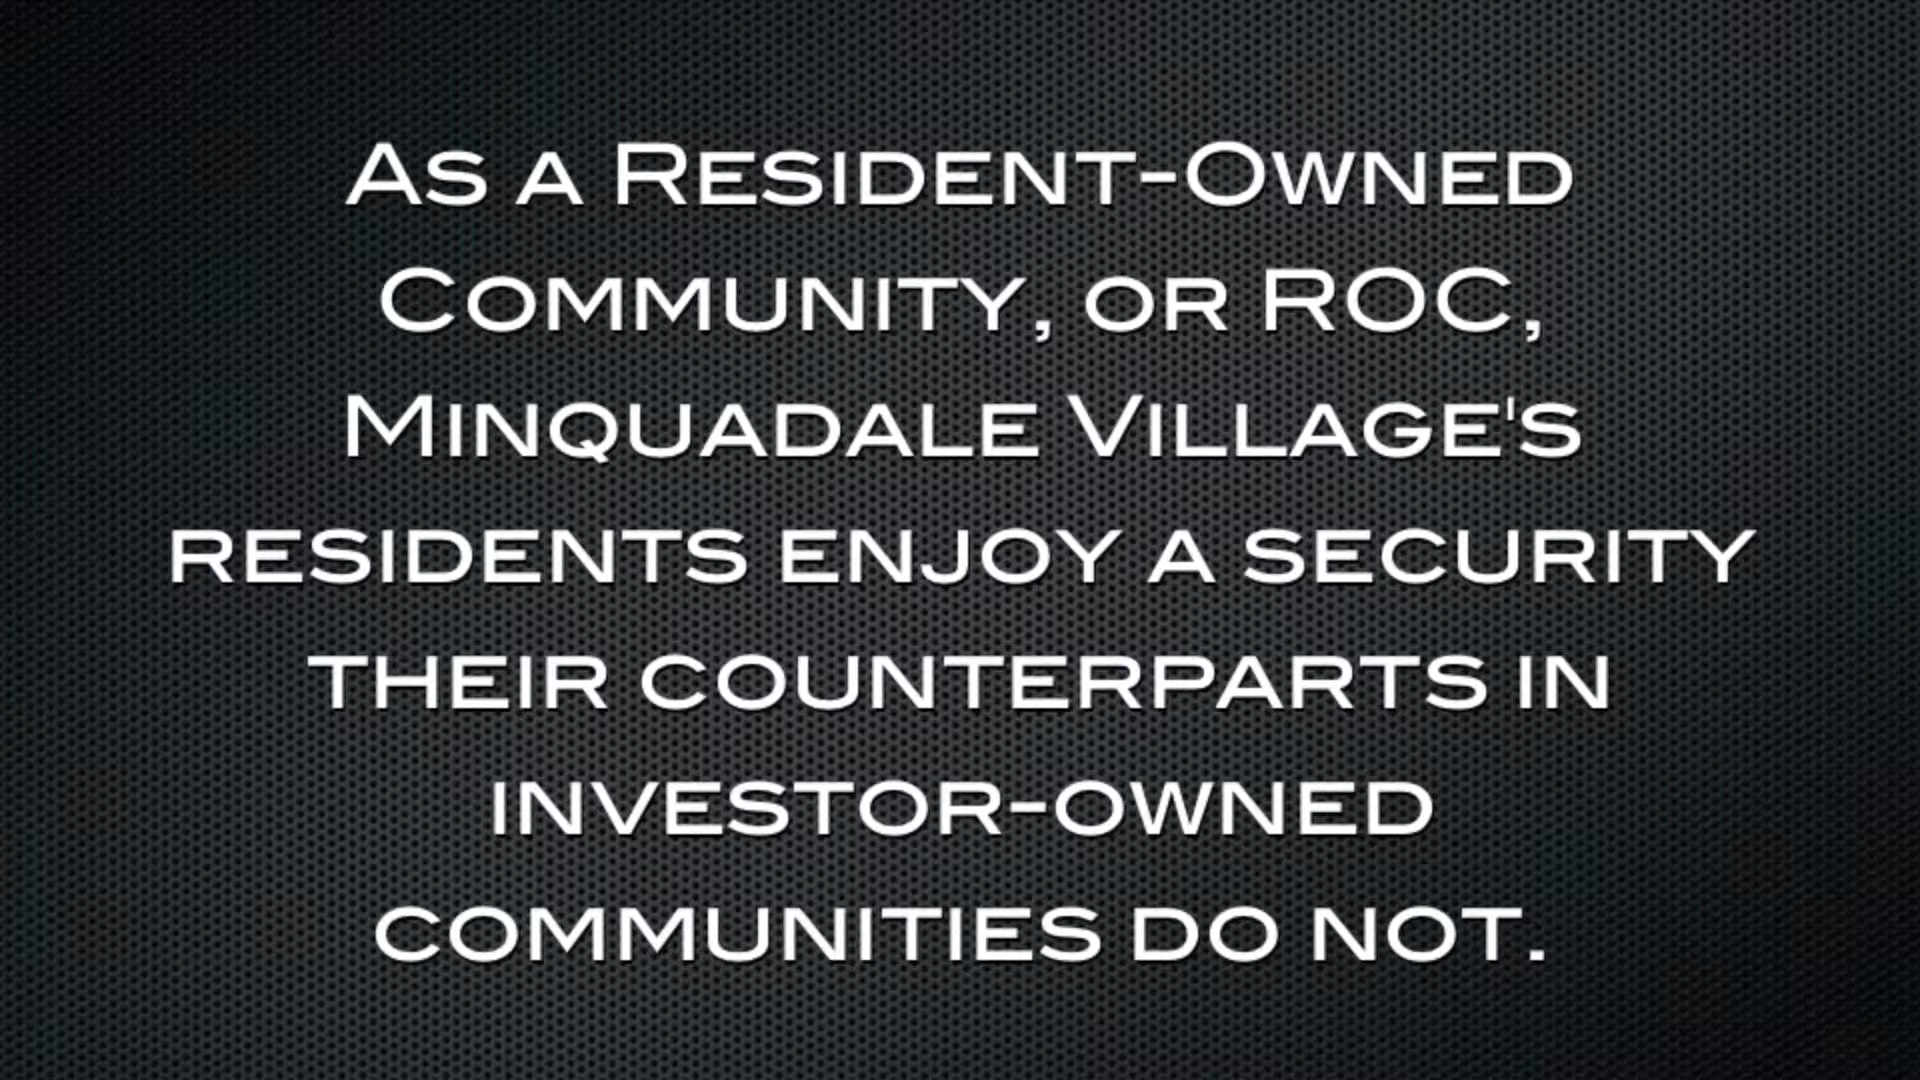 As a Resident-Owned
Community, or ROC,
Minquadale Village's
residents enjoy a security
their counterparts in
investor-owned
communities do not.